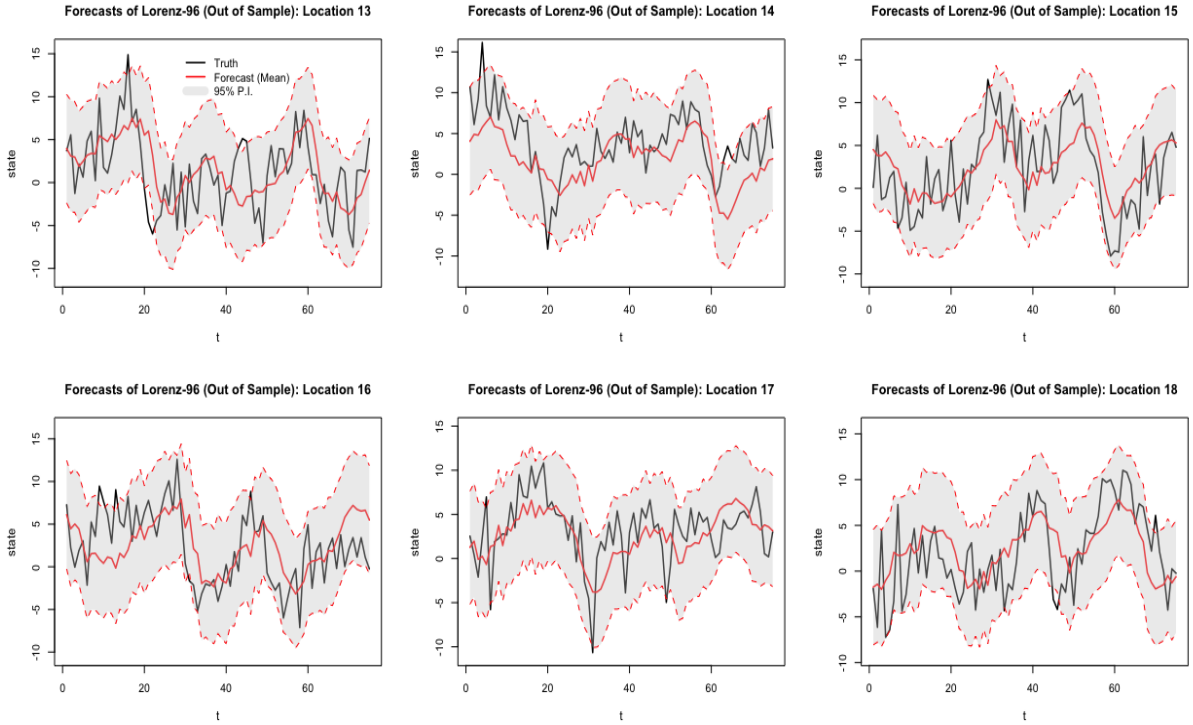 Forecasts of Lorenz-96 (Out of Sample): Location 13
state
15
10
5
0
-5
-10
Truth
Forecast (Mean)
95% P.I.
0 20 40 60
t
Forecasts of Lorenz-96 (Out of Sample): Location 14
state
15
10
5
0
-5
-10
0 20 40 60
t
Forecasts of Lorenz-96 (Out of Sample): Location 15
state
15
10
5
0
-5
-10
0 20 40 60
t
Forecasts of Lorenz-96 (Out of Sample): Location 16
state
15
10
5
0
-5
-10
0 20 40 60
t
Forecasts of Lorenz-96 (Out of Sample): Location 17
state
15
10
5
0
-5
-10
0 20 40 60
t
Forecasts of Lorenz-96 (Out of Sample): Location 18
state
15
10
5
0
-5
-10
0 20 40 60
t